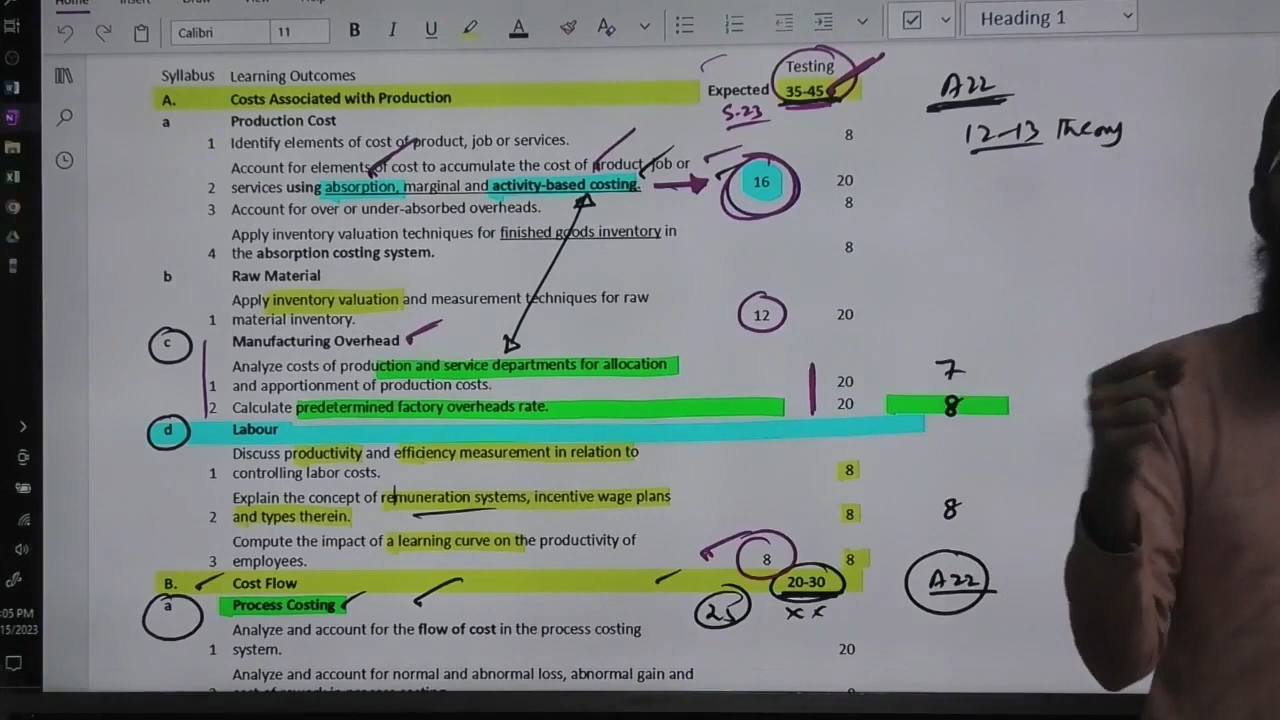 Home
Calibri 11 B I U A A Heading 1
Testing
Syllabus Learning Outcomes Expected 35-45
A. Costs Associated with Production
S-23
A22
12-13 Theory
a Production Cost
1 Identify elements of cost of product, job or services. 8
Account for elements of cost to accumulate the cost of product, job or
2 services using absorption, marginal and activity-based costing. 16 20
3 Account for over or under-absorbed overheads. 8
Apply inventory valuation techniques for finished goods inventory in
4 the absorption costing system. 8
b Raw Material
Apply inventory valuation and measurement techniques for raw
1 material inventory. 12 20
c Manufacturing Overhead
Analyze costs of production and service departments for allocation 7
1 and apportionment of production costs. 20
2 Calculate predetermined factory overheads rate. 20 8
d Labour
Discuss productivity and efficiency measurement in relation to
1 controlling labor costs. 8
Explain the concept of remuneration systems, incentive wage plans
2 and types therein. 8 8
Compute the impact of a learning curve on the productivity of
3 employees. 8 8
B. Cost Flow 20-30 A22
a Process Costing 25 x x
Analyze and account for the flow of cost in the process costing
1 system. 20
Analyze and account for normal and abnormal loss, abnormal gain and
:05 PM
15/2023